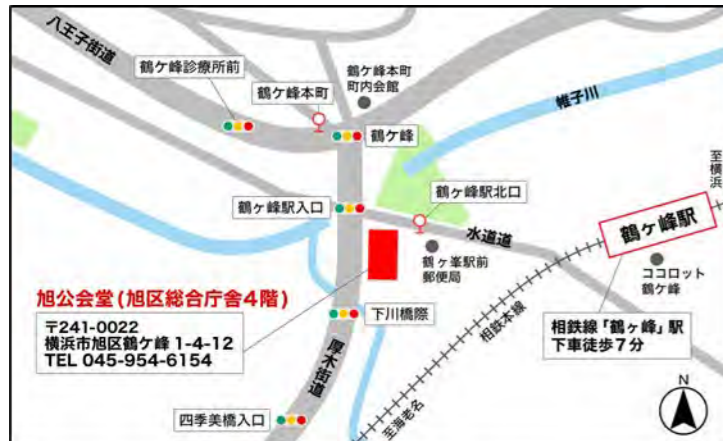 八王子街道
鶴ケ峰診療所前
鶴ケ峰本町
鶴ケ峰本町
町内会館
帷子川
鶴ケ峰
鶴ヶ峰駅入口
鶴ケ峰駅北口
水道道
至横浜
鶴ヶ峰駅
鶴ヶ峯駅前
郵便局
ココロット
鶴ケ峰
旭公会堂(旭区総合庁舎4階)
〒241-0022
横浜市旭区鶴ケ峰 1-4-12
TEL 045-954-6154
下川橋際
相鉄本線
相鉄線「鶴ヶ峰」駅
下車徒歩7分
厚木街道
四季美橋入口
至海老名
N